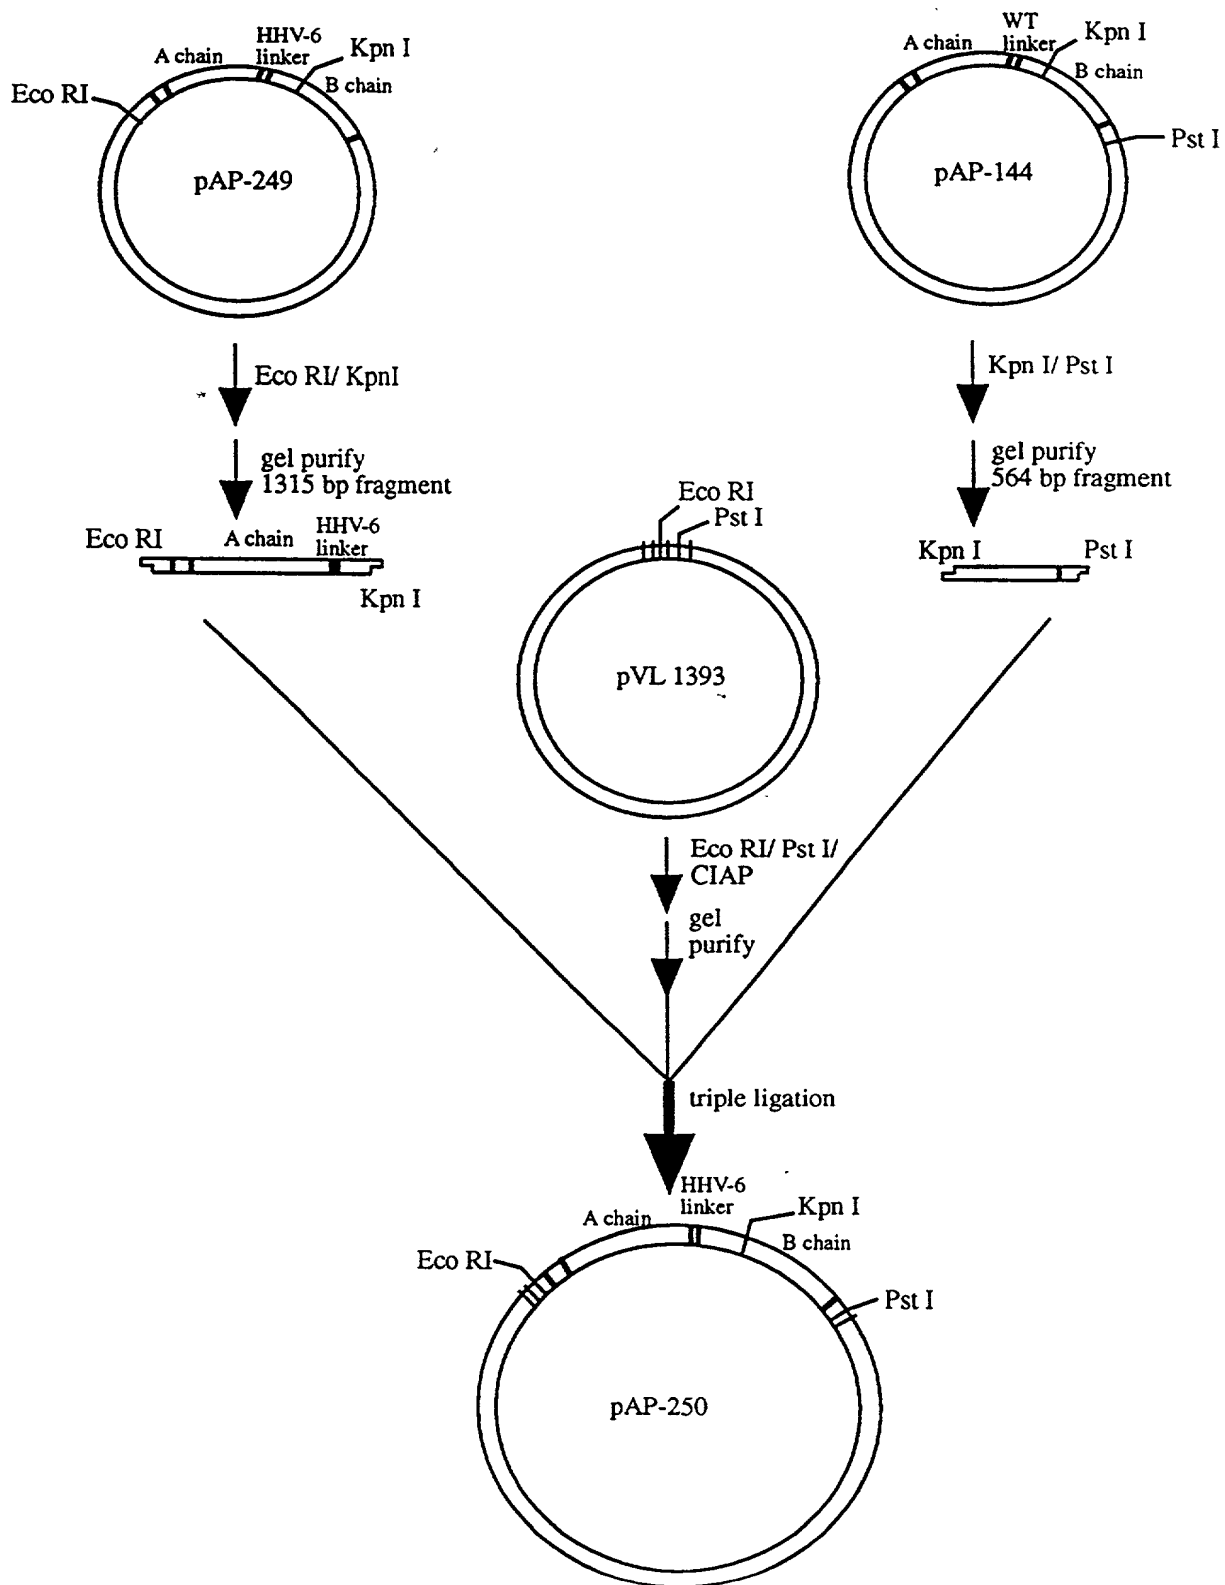 HHV-6
linker
A chain
Kpn I
B chain
Eco RI
pAP-249
WT
linker
A chain
Kpn I
B chain
Pst I
pAP-144
Eco RI/ KpnI
gel purify
1315 bp fragment
Kpn I/ Pst I
gel purify
564 bp fragment
Eco RI
A chain
HHV-6
linker
Kpn I
Eco RI
Pst I
Kpn I
Pst I
pVL 1393
Eco RI/ Pst I/
CIAP
gel
purify
triple ligation
HHV-6
linker
A chain
Kpn I
B chain
Eco RI
Pst I
pAP-250